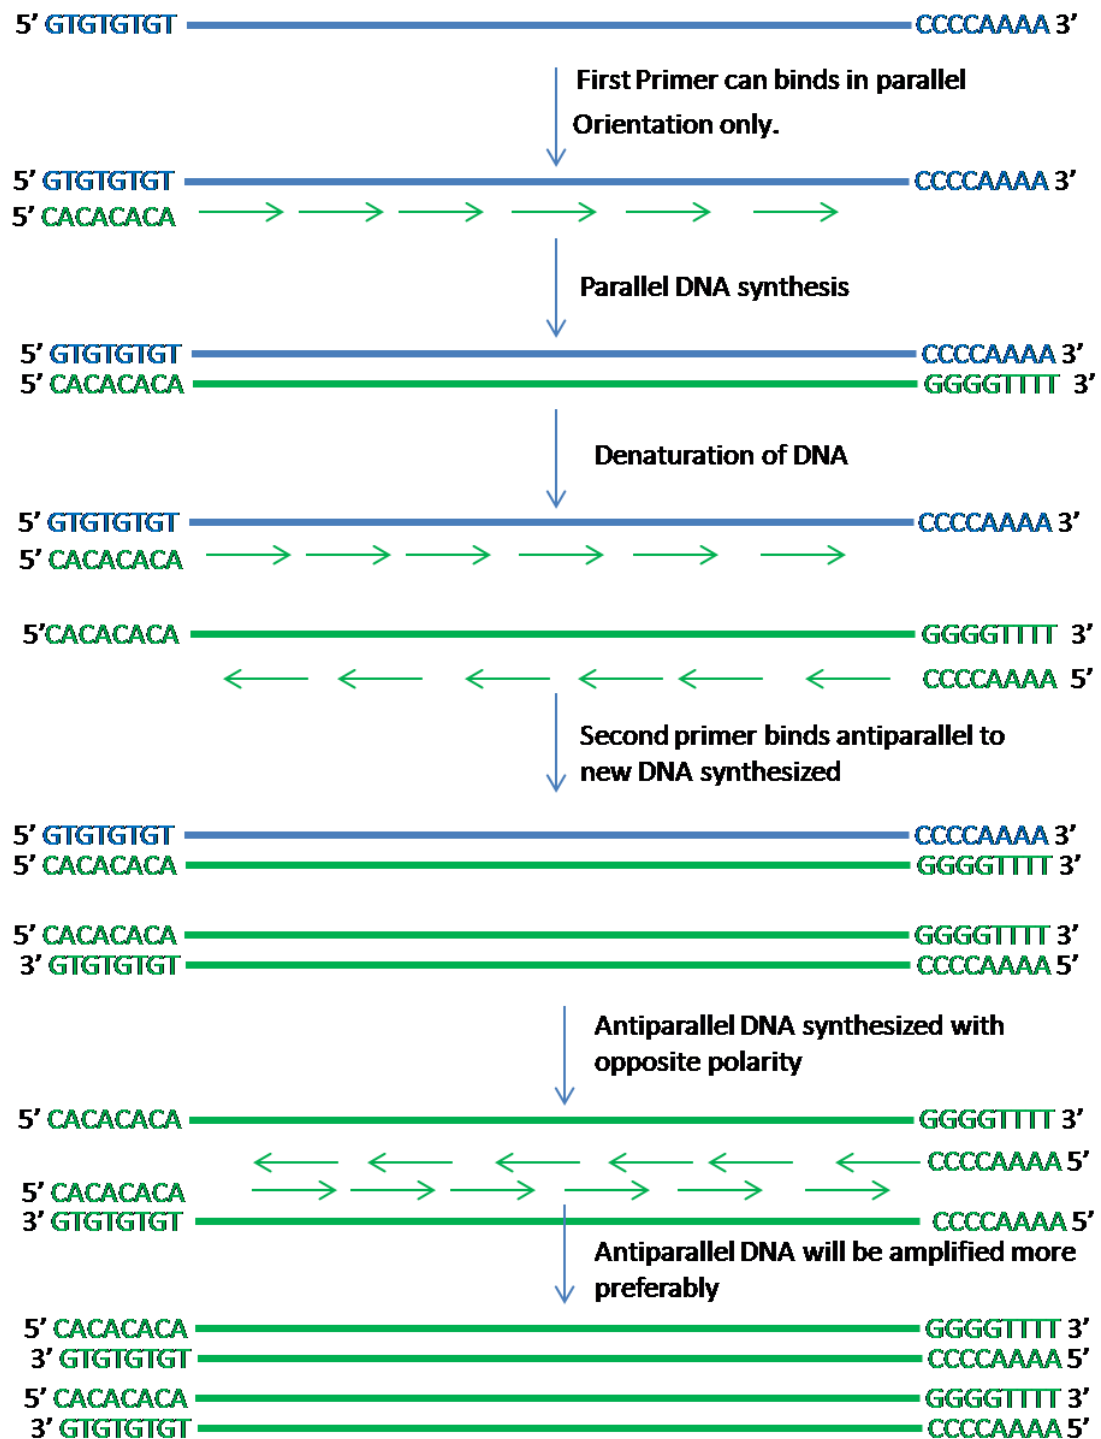 5’ GTGTGTGT CCCCAAAA 3’
First Primer can binds in parallel
Orientation only.
5’ GTGTGTGT CCCCAAAA 3’
5’ CACACACA
Parallel DNA synthesis
5’ GTGTGTGT CCCCAAAA 3’
5’ CACACACA GGGGTTTT 3’
Denaturation of DNA
5’ GTGTGTGT CCCCAAAA 3’
5’ CACACACA
5’CACACACA GGGGTTTT 3’
CCCCAAAA 5’
Second primer binds antiparallel to
new DNA synthesized
5’ GTGTGTGT CCCCAAAA 3’
5’ CACACACA GGGGTTTT 3’
5’ CACACACA GGGGTTTT 3’
3’ GTGTGTGT CCCCAAAA 5’
Antiparallel DNA synthesized with
opposite polarity
5’ CACACACA GGGGTTTT 3’
CCCCAAAA 5’
5’ CACACACA
3’ GTGTGTGT CCCCAAAA 5’
Antiparallel DNA will be amplified more
preferably
5’ CACACACA GGGGTTTT 3’
3’ GTGTGTGT CCCCAAAA 5’
5’ CACACACA GGGGTTTT 3’
3’ GTGTGTGT CCCCAAAA 5’